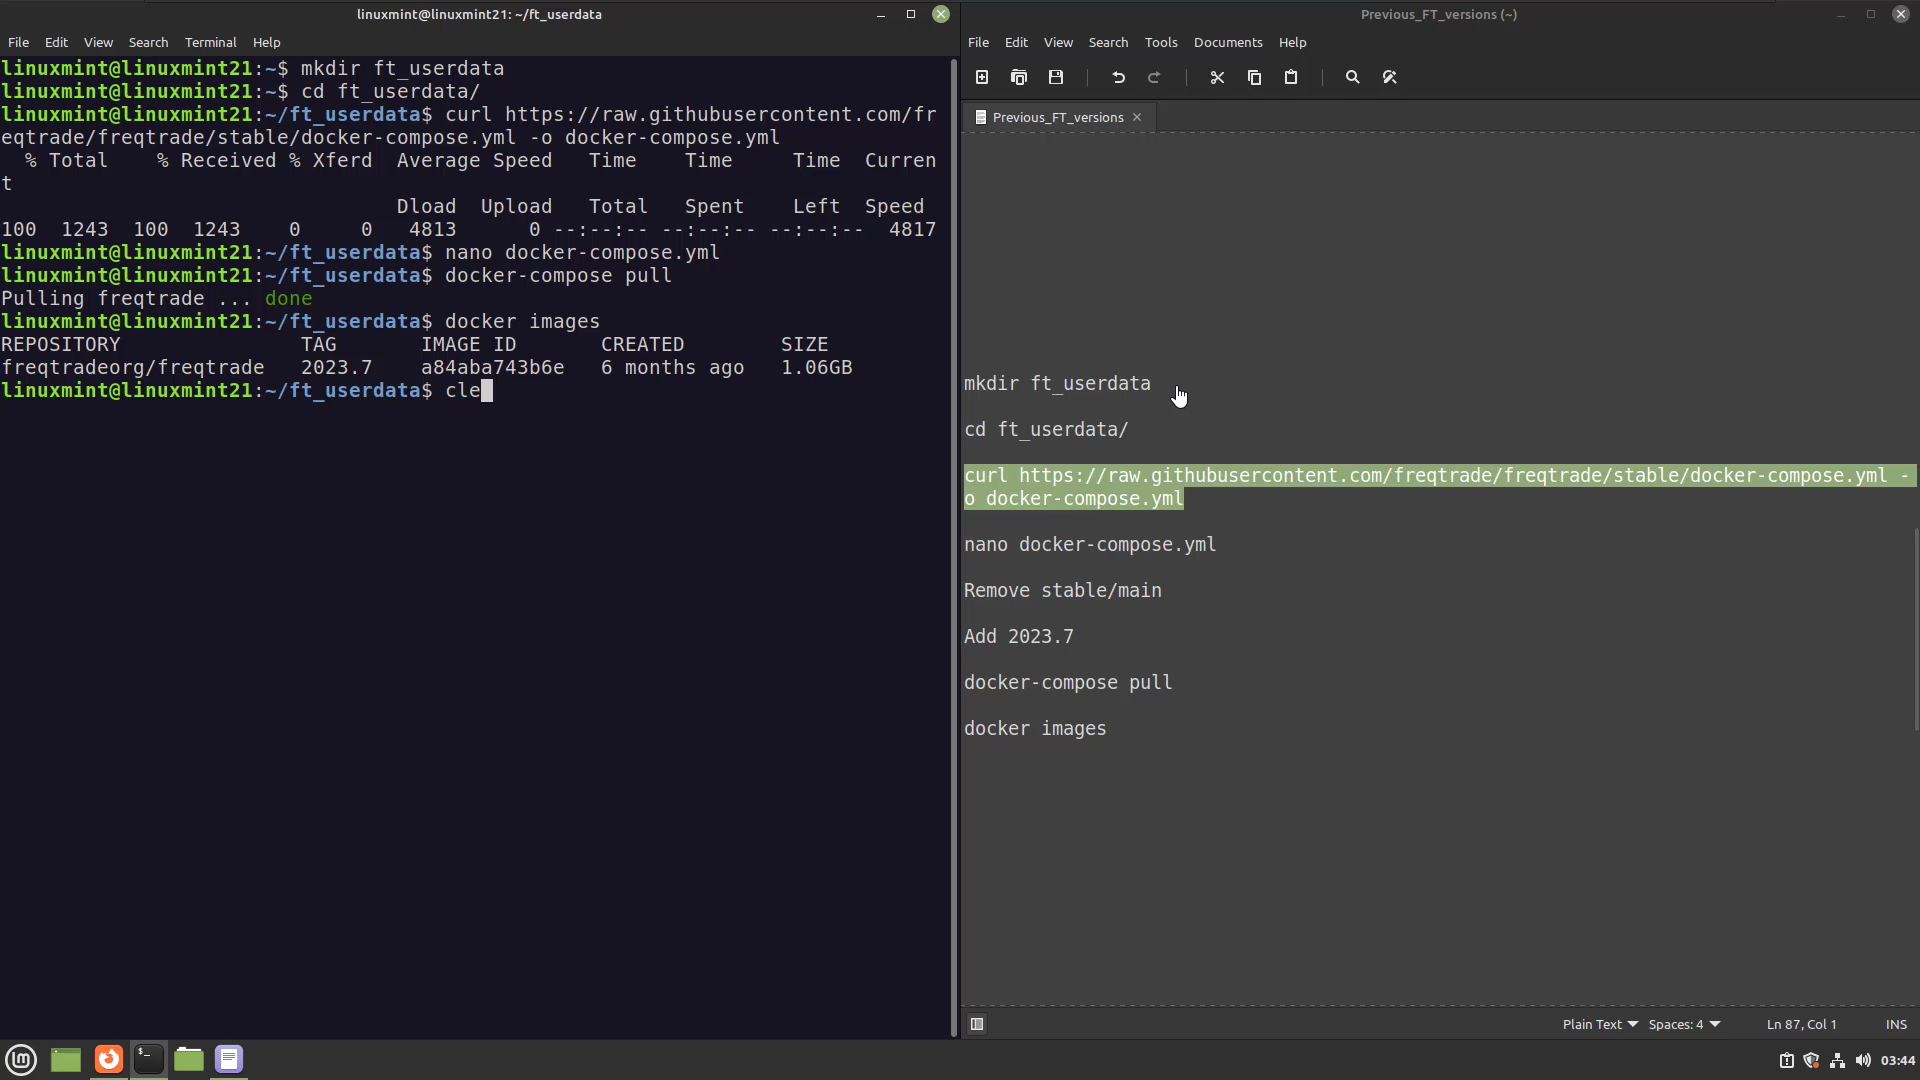 linuxmint@linuxmint21: ~/ft_userdata
File Edit View Search Terminal Help
linuxmint@linuxmint21:~$ mkdir ft_userdata
linuxmint@linuxmint21:~$ cd ft_userdata/
linuxmint@linuxmint21:~/ft_userdata$ curl https://raw.githubusercontent.com/fr
eqtrade/freqtrade/stable/docker-compose.yml -o docker-compose.yml
% Total % Received % Xferd Average Speed Time Time Time Curren
t
Dload Upload Total Spent Left Speed
100 1243 100 1243 0 0 4813 0 --:--:-- --:--:-- --:--:-- 4817
linuxmint@linuxmint21:~/ft_userdata$ nano docker-compose.yml
linuxmint@linuxmint21:~/ft_userdata$ docker-compose pull
Pulling freqtrade ... done
linuxmint@linuxmint21:~/ft_userdata$ docker images
REPOSITORY TAG IMAGE ID CREATED SIZE
freqtradeorg/freqtrade 2023.7 a84aba743b6e 6 months ago 1.06GB
linuxmint@linuxmint21:~/ft_userdata$ cle
Previous_FT_versions (~)
File Edit View Search Tools Documents Help
Previous_FT_versions
mkdir ft_userdata
cd ft_userdata/
curl https://raw.githubusercontent.com/freqtrade/freqtrade/stable/docker-compose.yml -
o docker-compose.yml
nano docker-compose.yml
Remove stable/main
Add 2023.7
docker-compose pull
docker images
Plain Text Spaces: 4 Ln 87, Col 1 INS
03:44